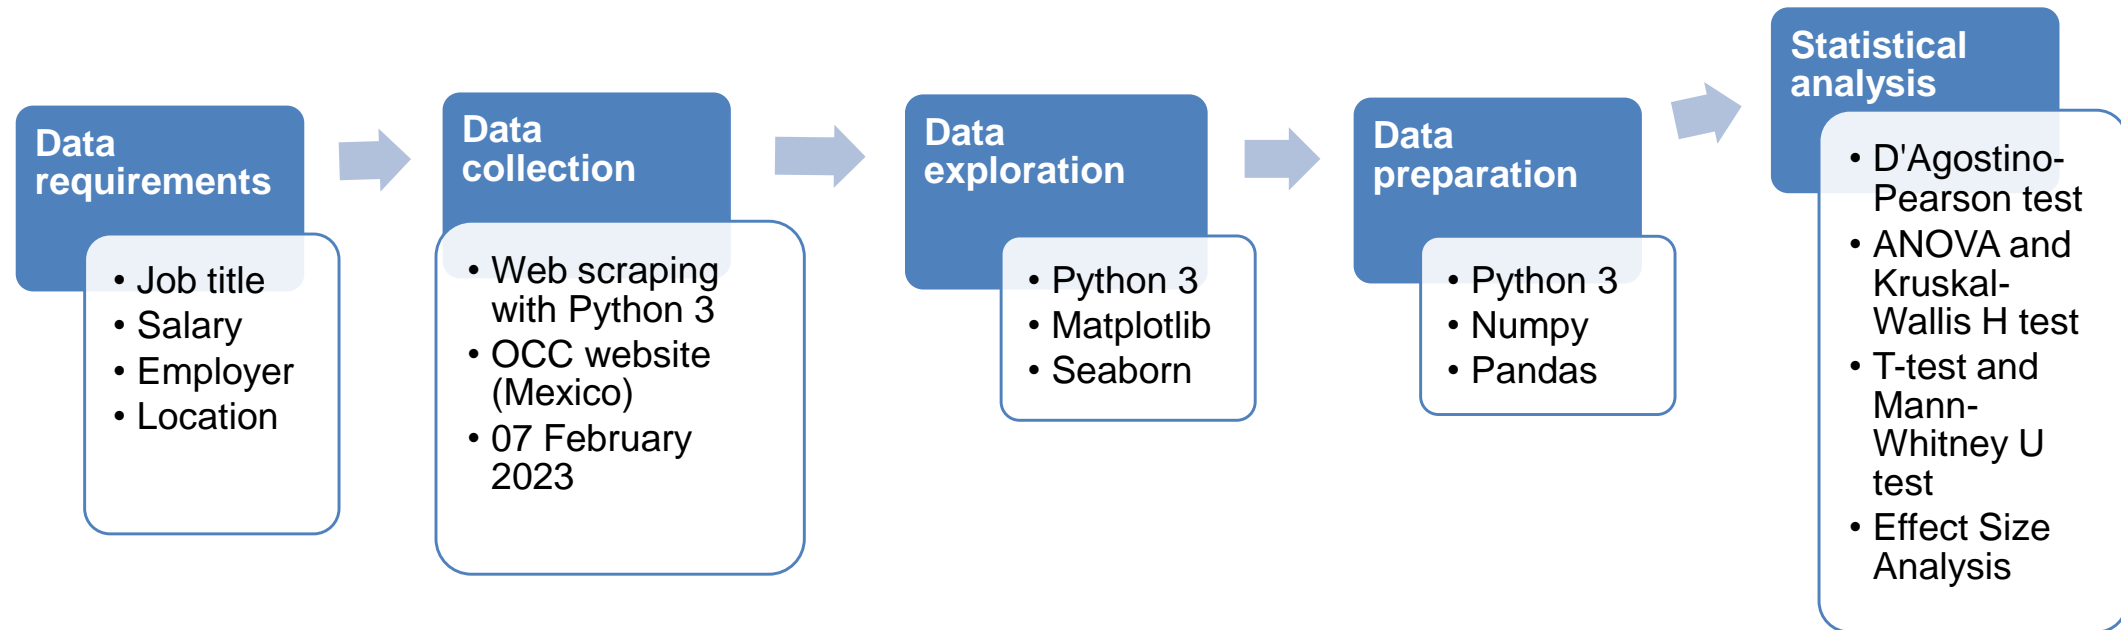 Data
requirements
• Job title
• Salary
• Employer
• Location
Data
collection
• Web scraping
with Python 3
• OCC website
(Mexico)
• 07 February
2023
Data
exploration
• Python 3
• Matplotlib
• Seaborn
Data
preparation
• Python 3
• Numpy
• Pandas
Statistical
analysis
• D'Agostino-
Pearson test
• ANOVA and
Kruskal-
Wallis H test
• T-test and
Mann-
Whitney U
test
• Effect Size
Analysis